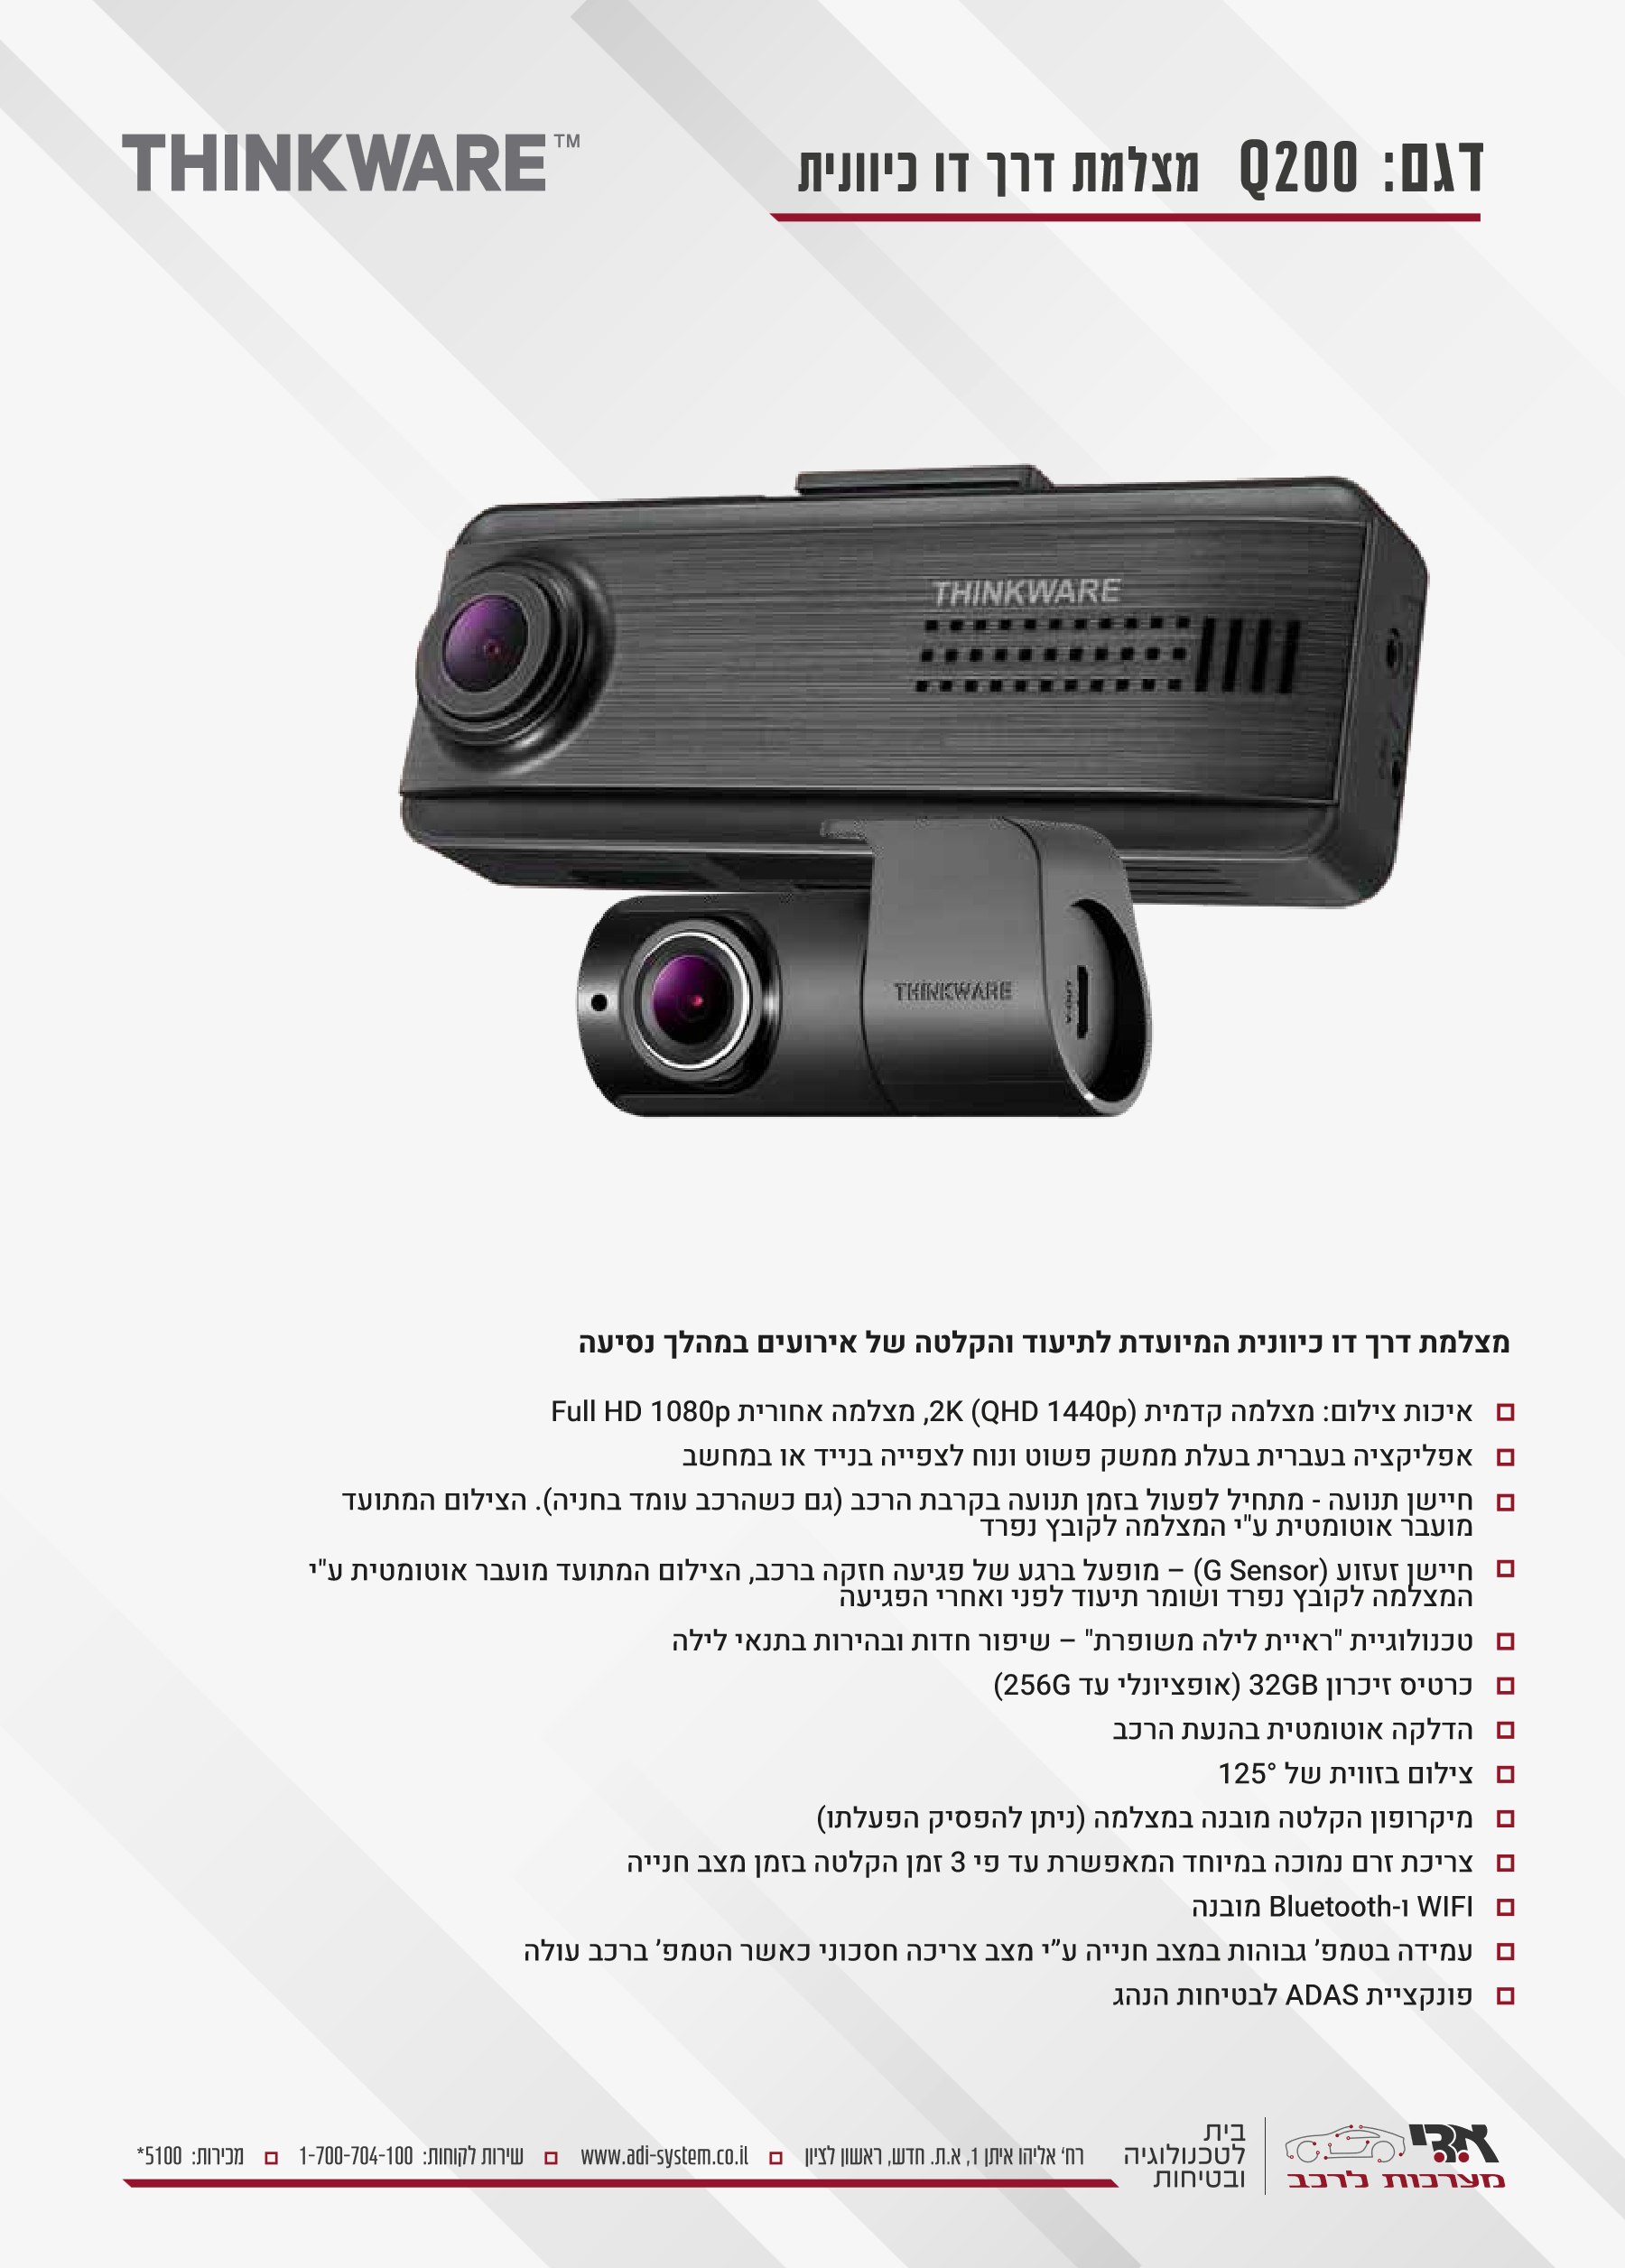 THINKWARE™
דגם: Q200 מצלמת דרך דו כיוונית
THINKWARE
THINKWARE
V-OUT
מצלמת דרך דו כיוונית המיועדת לתיעוד והקלטה של אירועים במהלך נסיעה
איכות צילום: מצלמה קדמית 2K (QHD 1440p), מצלמה אחורית Full HD 1080p
אפליקציה בעברית בעלת ממשק פשוט ונוח לצפייה בנייד או במחשב
חיישן תנועה - מתחיל לפעול בזמן תנועה בקרבת הרכב (גם כשהרכב עומד בחניה). הצילום המתועד
מועבר אוטומטית ע"י המצלמה לקובץ נפרד
חיישן זעזוע (G Sensor) – מופעל ברגע של פגיעה חזקה ברכב, הצילום המתועד מועבר אוטומטית ע"י
המצלמה לקובץ נפרד ושומר תיעוד לפני ואחרי הפגיעה
טכנולוגיית "ראיית לילה משופרת" – שיפור חדות ובהירות בתנאי לילה
כרטיס זיכרון 32GB (אופציונלי עד 256G)
הדלקה אוטומטית בהנעת הרכב
צילום בזווית של 125°
מיקרופון הקלטה מובנה במצלמה (ניתן להפסיק הפעלתו)
צריכת זרם נמוכה במיוחד המאפשרת עד פי 3 זמן הקלטה בזמן מצב חנייה
WIFI ו-Bluetooth מובנה
עמידה בטמפ’ גבוהות במצב חנייה ע”י מצב צריכה חסכוני כאשר הטמפ’ ברכב עולה
פונקציית ADAS לבטיחות הנהג
אדי
מערכות לרכב
בית
לטכנולוגיה
ובטיחות
רח' אליהו איתן 1, א.ת. חדש, ראשון לציון www.adi-system.co.il שירות לקוחות: 1-700-704-100 מכירות: 5100*